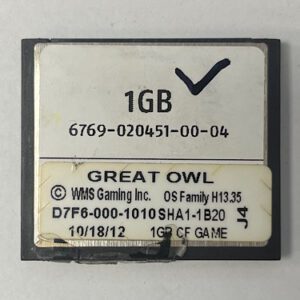 1GB
6769-020451-00-04
GREAT OWL
© WMS Gaming Inc. OS Family H13.35
D7F6-000-1010 SHA1-1B20
10/18/12 1GB CF GAME
J4